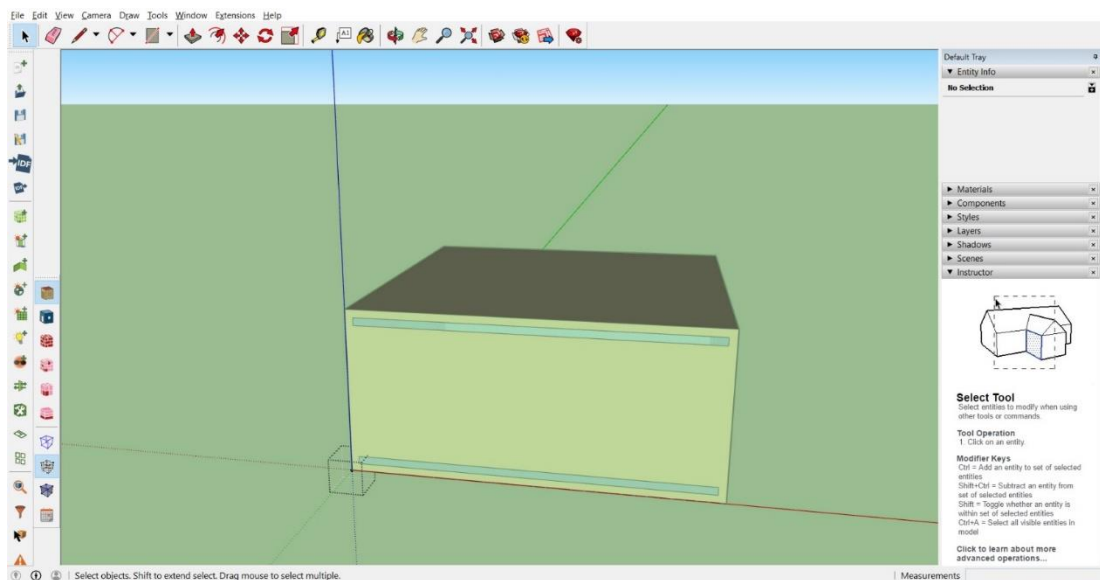 File Edit View Camera Draw Tools Window Extensions Help
A1
Default Tray
Entity Info
No Selection
IDF
Materials
Components
Styles
Layers
Shadows
Scenes
Instructor
Select Tool
Select entities to modify when using
other tools or commands.
Tool Operation
1. Click on an entity.
Modifier Keys
Ctrl = Add an entity to set of selected
entities
Shift+Ctrl = Subtract an entity from
set of selected entities
Shift = Toggle whether an entity is
within set of selected entities
Ctrl+A = Select all visible entities in
model
Click to learn about more
advanced operations...
Select objects. Shift to extend select. Drag mouse to select multiple.
Measurements